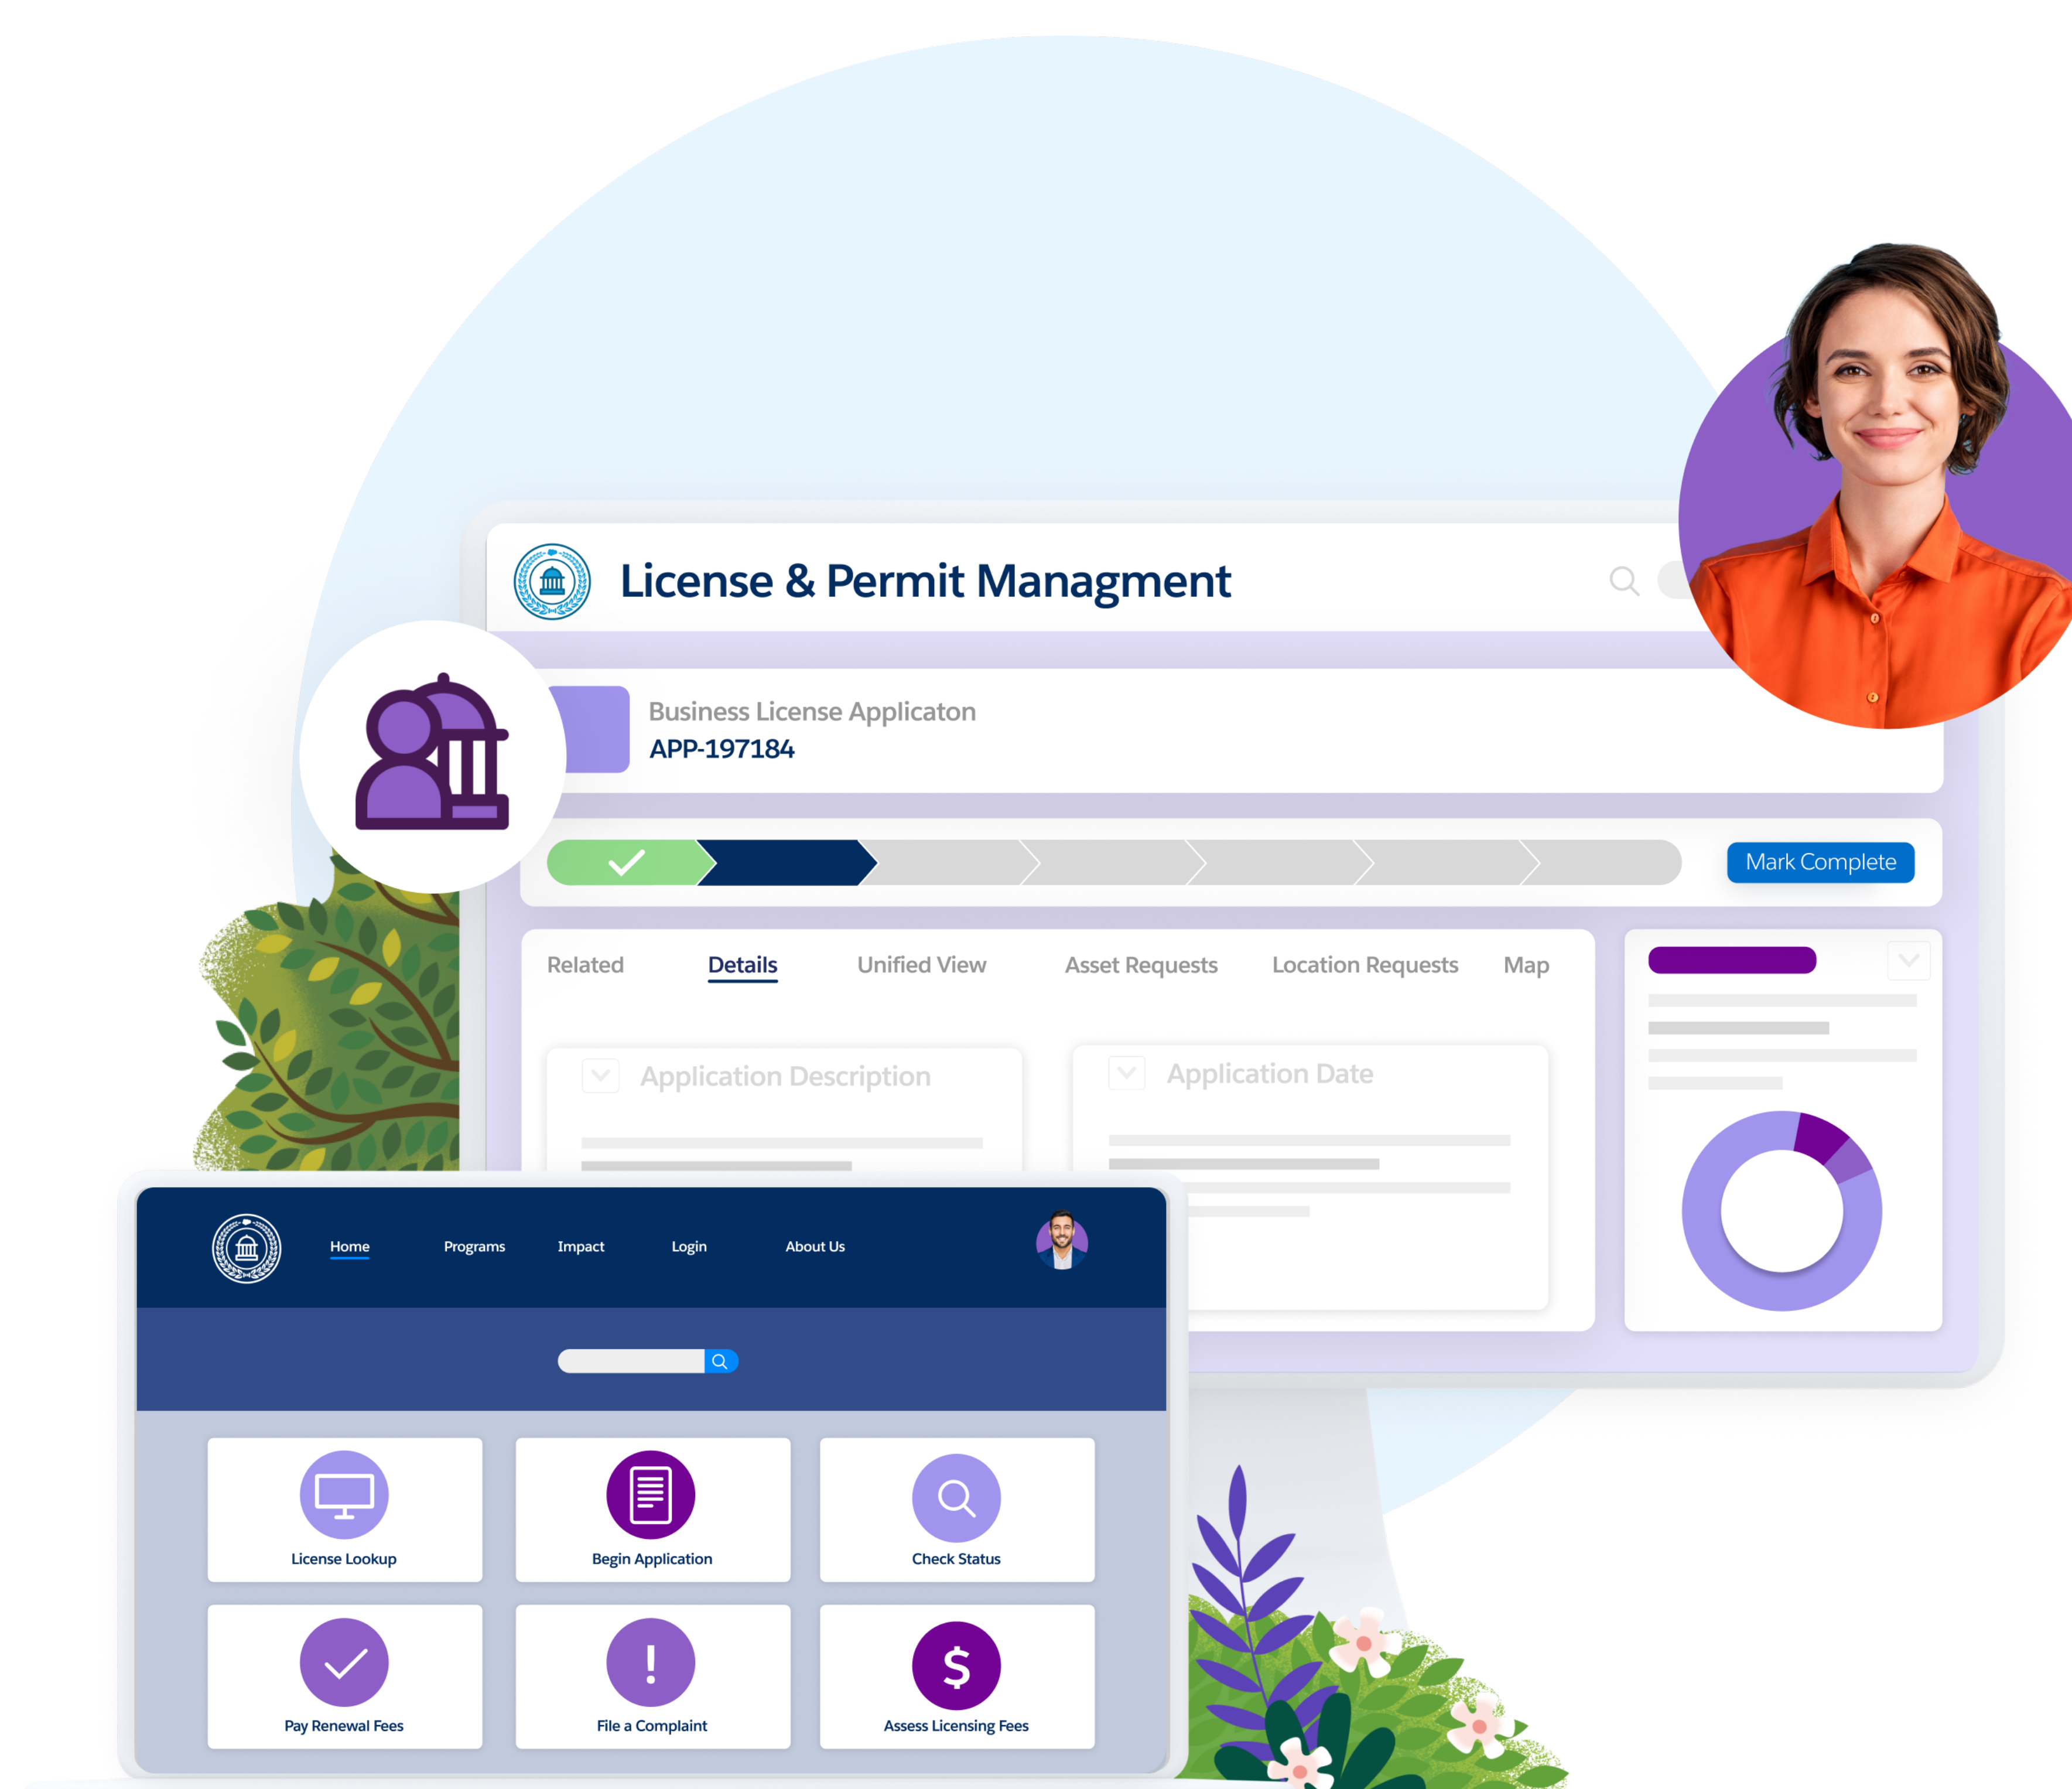 License & Permit Managment
Business License Applicaton
APP-197184
Mark Complete
Related Details Unified View Asset Requests Location Requests Map
Application Description Application Date
Home Programs Impact Login About Us
License Lookup Begin Application Check Status
Pay Renewal Fees File a Complaint Assess Licensing Fees